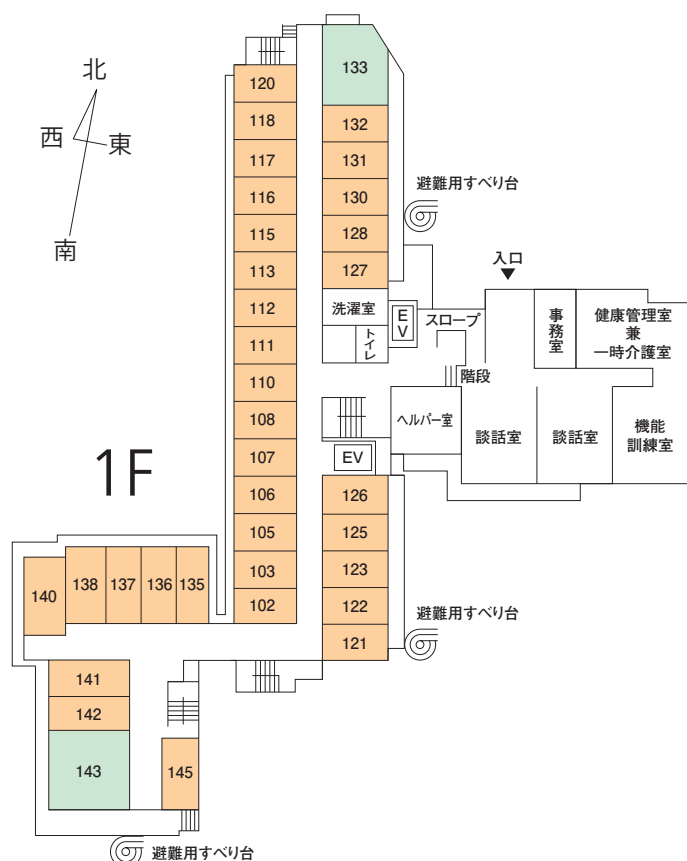 北
西
東
南
1F
120
118
117
116
115
113
112
111
110
108
107
106
105
103
102
133
132
131
130
128
127
洗濯室
トイレ
EV
スロープ
避難用すべり台
入口
事務室
健康管理室
兼
一時介護室
階段
ヘルパー室
談話室
談話室
機能
訓練室
EV
126
125
123
122
121
避難用すべり台
140
138
137
136
135
141
142
143
145
避難用すべり台